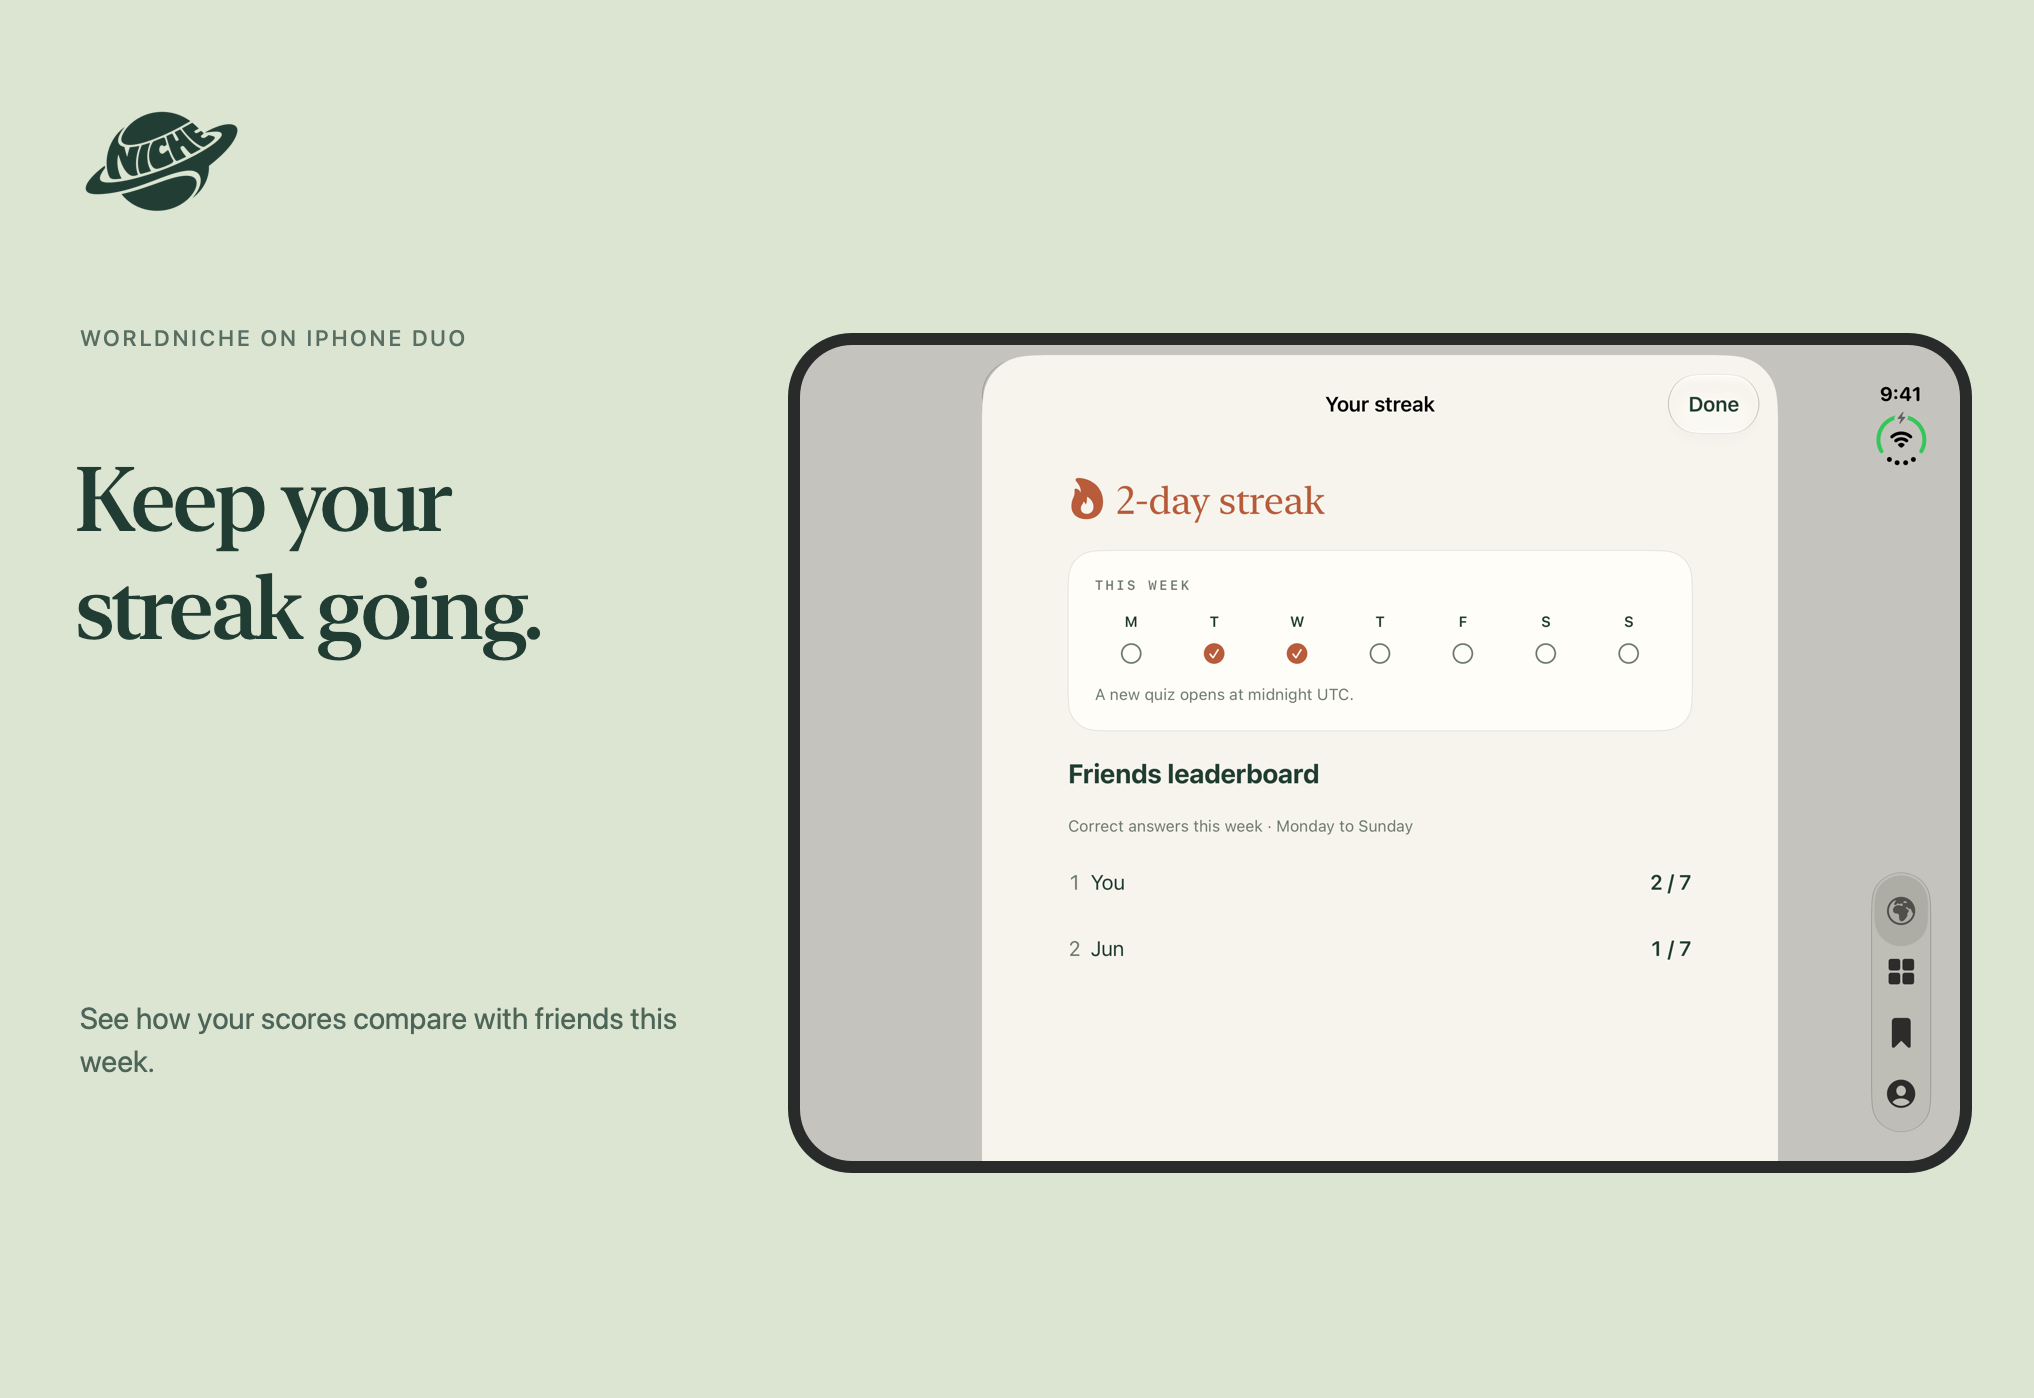 NICHE
WORLDNICHE ON IPHONE DUO
Keep your
streak going.
See how your scores compare with friends this
week.
Your streak
Done
9:41
2-day streak
THIS WEEK
M T W T F S S
A new quiz opens at midnight UTC.
Friends leaderboard
Correct answers this week · Monday to Sunday
1 You 2 / 7
2 Jun 1 / 7